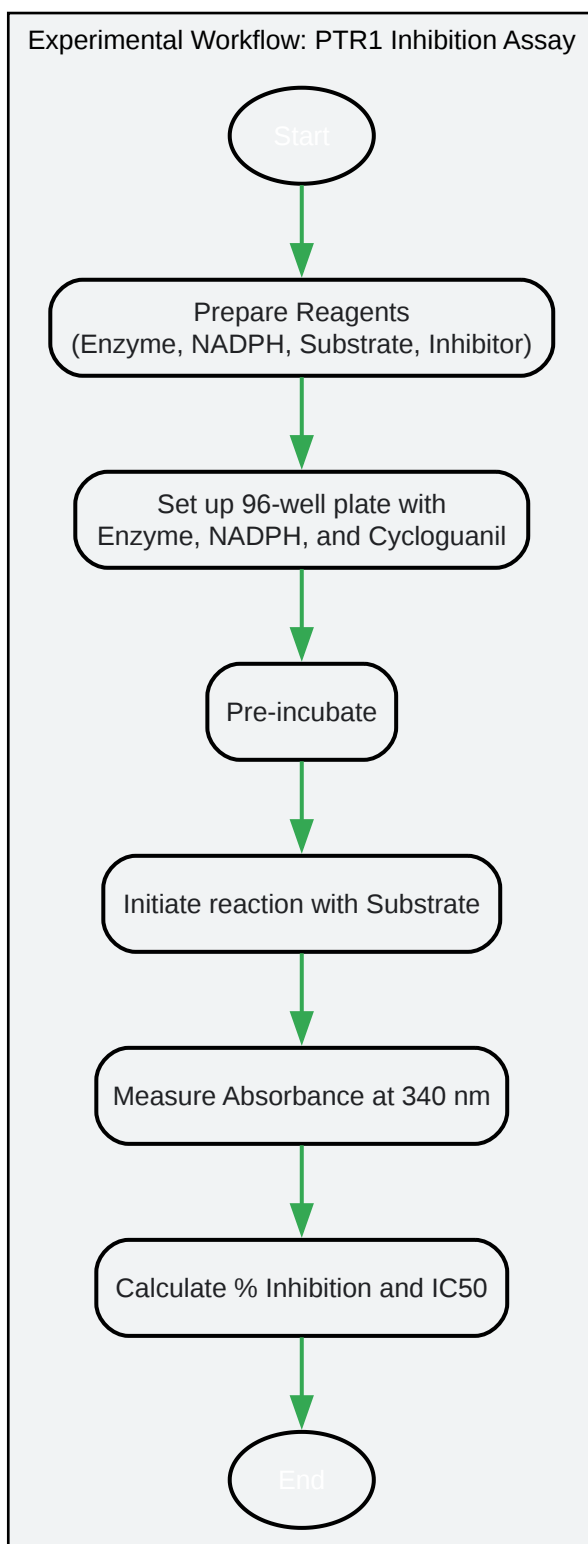 Experimental Workflow: PTR1 Inhibition Assay
Start
Prepare Reagents
(Enzyme, NADPH, Substrate, Inhibitor)
Set up 96-well plate with
Enzyme, NADPH, and Cycloguanil
Pre-incubate
Initiate reaction with Substrate
Measure Absorbance at 340 nm
Calculate % Inhibition and IC50
End